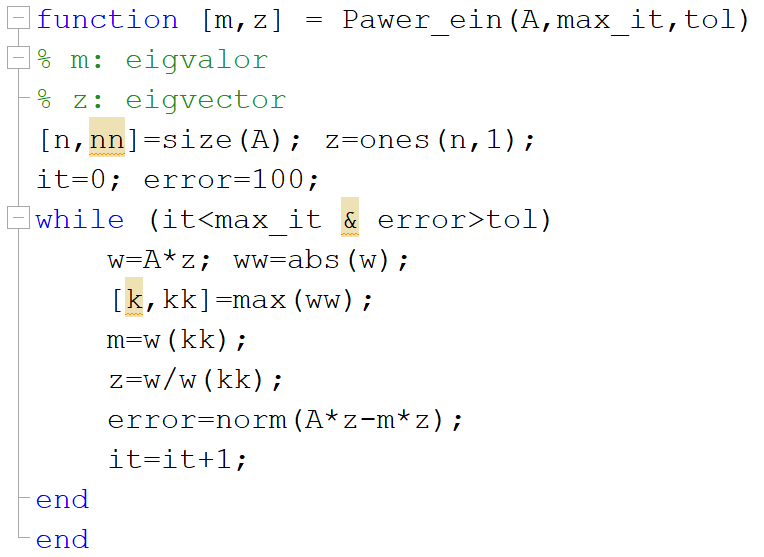 function [m,z] = Pawer_ein(A,max_it,tol)
% m: eigvalor
% z: eigvector
[n,nn]=size(A); z=ones(n,1);
it=0; error=100;
while (it<max_it & error>tol)
    w=A*z; ww=abs(w);
    [k,kk]=max(ww);
    m=w(kk);
    z=w/w(kk);
    error=norm(A*z-m*z);
    it=it+1;
end
end